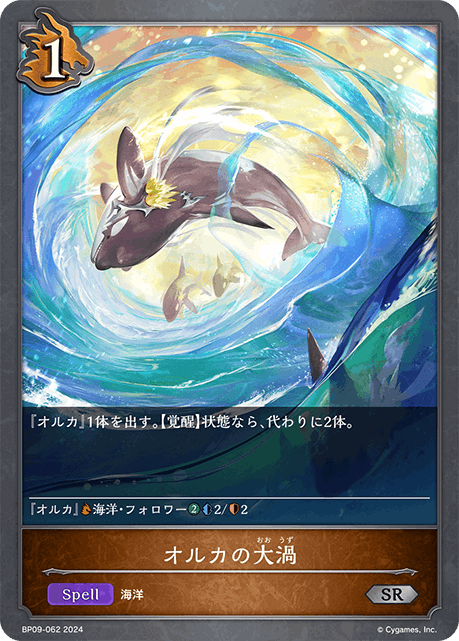 1
『オルカ』1体を出す。【覚醒】状態なら、代わりに2体。
『オルカ』海洋・フォロワー2 2/2
おお うず
オルカの大渦
Spell 海洋 SR
BP09-062 2024 © Cygames, Inc.